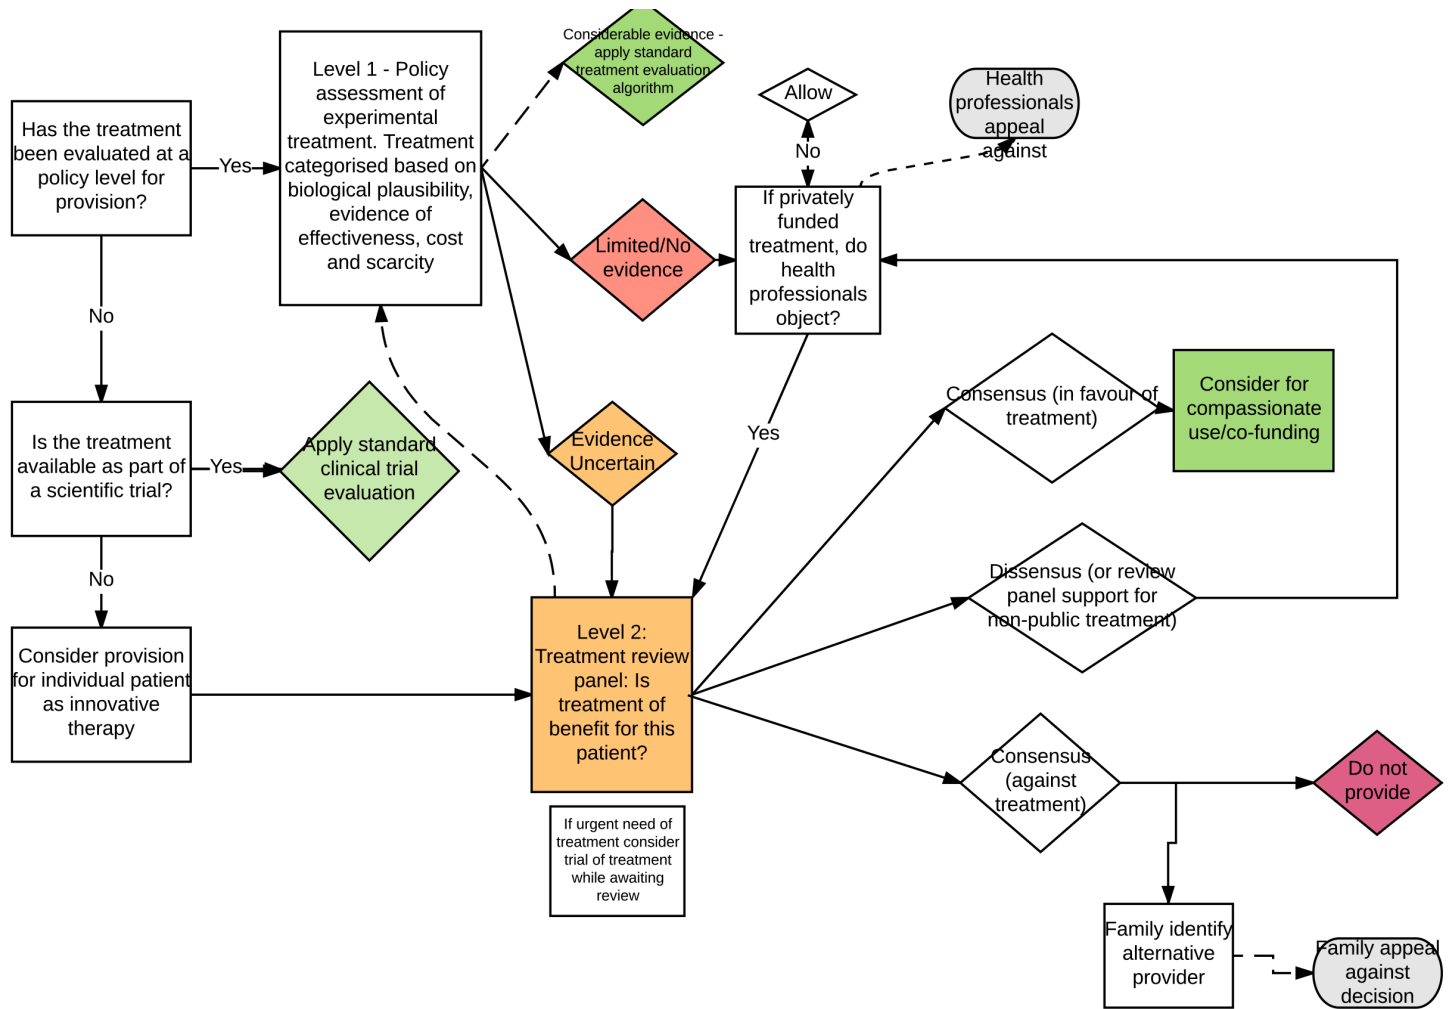 Has the treatment
been evaluated at a
policy level for
provision?
Yes
Level 1 - Policy
assessment of
experimental
treatment. Treatment
categorised based on
biological plausibility,
evidence of
effectiveness, cost
and scarcity
Considerable evidence -
apply standard
treatment evaluation
algorithm
Allow
No
Health
professionals
appeal
against
Limited/No
evidence
If privately
funded
treatment, do
health
professionals
object?
No
Is the treatment
available as part of
a scientific trial?
Yes
Apply standard
clinical trial
evaluation
Evidence
Uncertain
Yes
Consensus (in favour of
treatment)
Consider for
compassionate
use/co-funding
No
Dissensus (or review
panel support for
non-public treatment)
Consider provision
for individual patient
as innovative
therapy
Level 2:
Treatment review
panel: Is
treatment of
benefit for this
patient?
Consensus
(against
treatment)
Do not
provide
If urgent need of
treatment consider
trial of treatment
while awaiting
review
Family identify
alternative
provider
Family appeal
against
decision